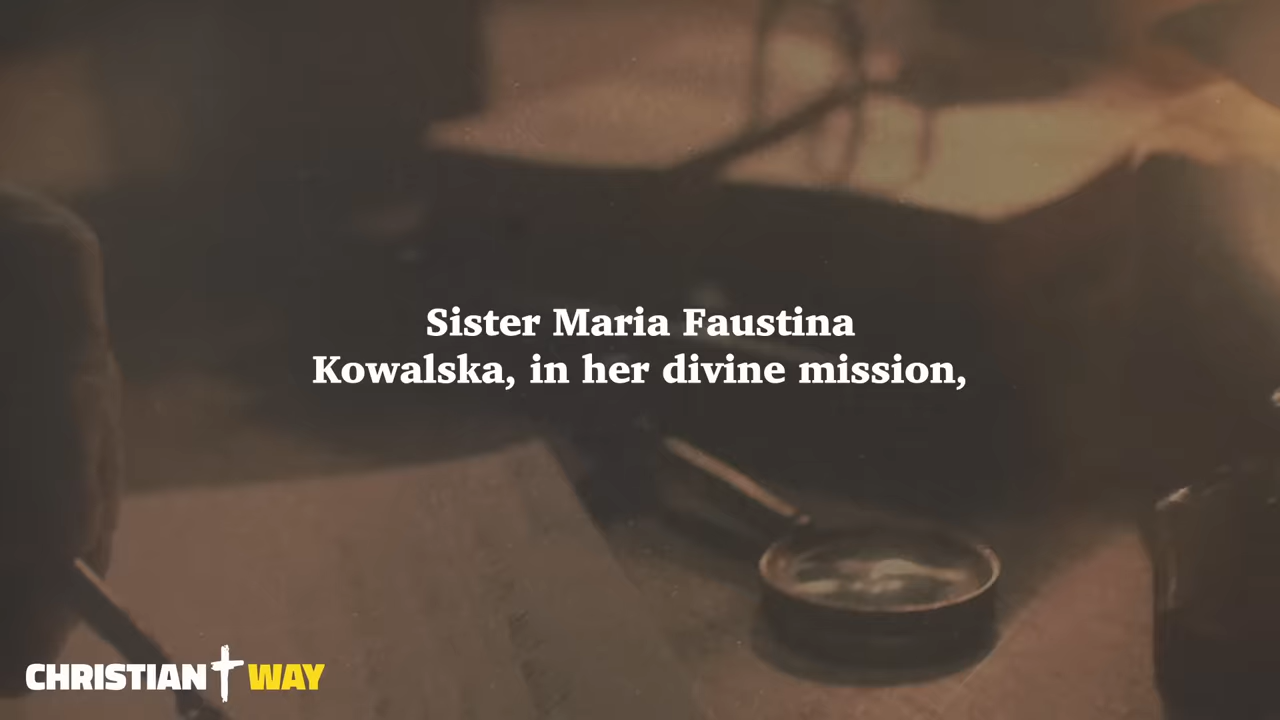 Sister Maria Faustina
Kowalska, in her divine mission,
CHRISTIAN WAY